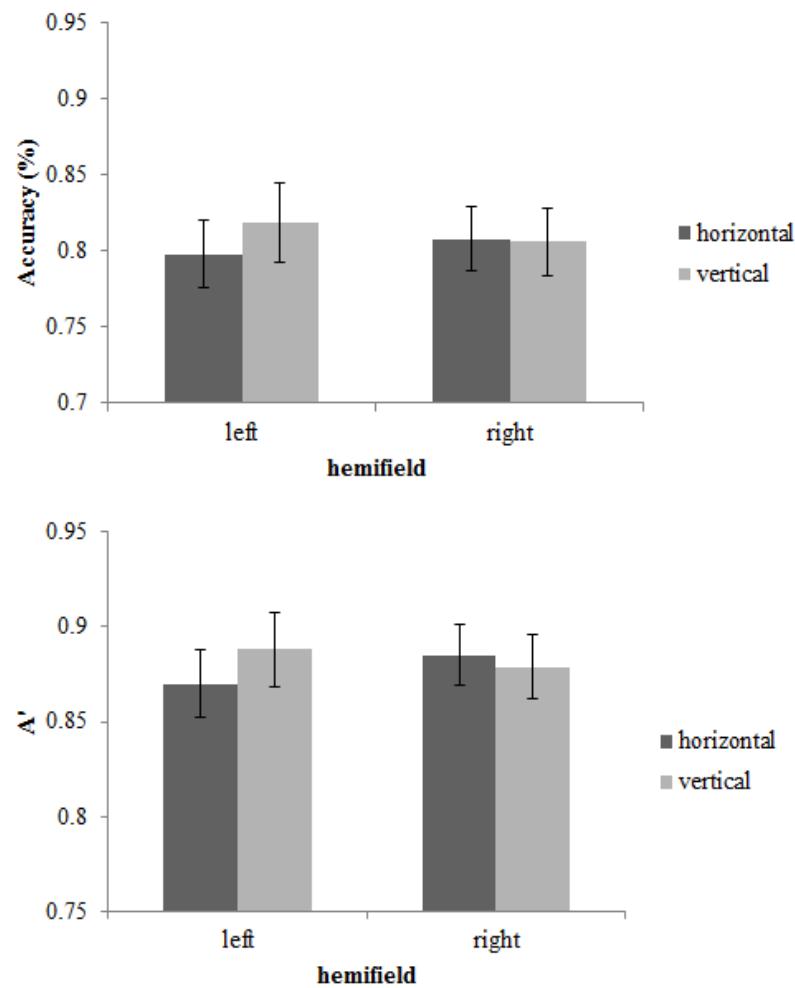 0.95
0.9
0.85
0.8
0.75
0.7
Accuracy (%)
left
right
hemifield
horizontal
vertical
0.95
0.9
0.85
0.8
0.75
A'
left
right
hemifield
horizontal
vertical